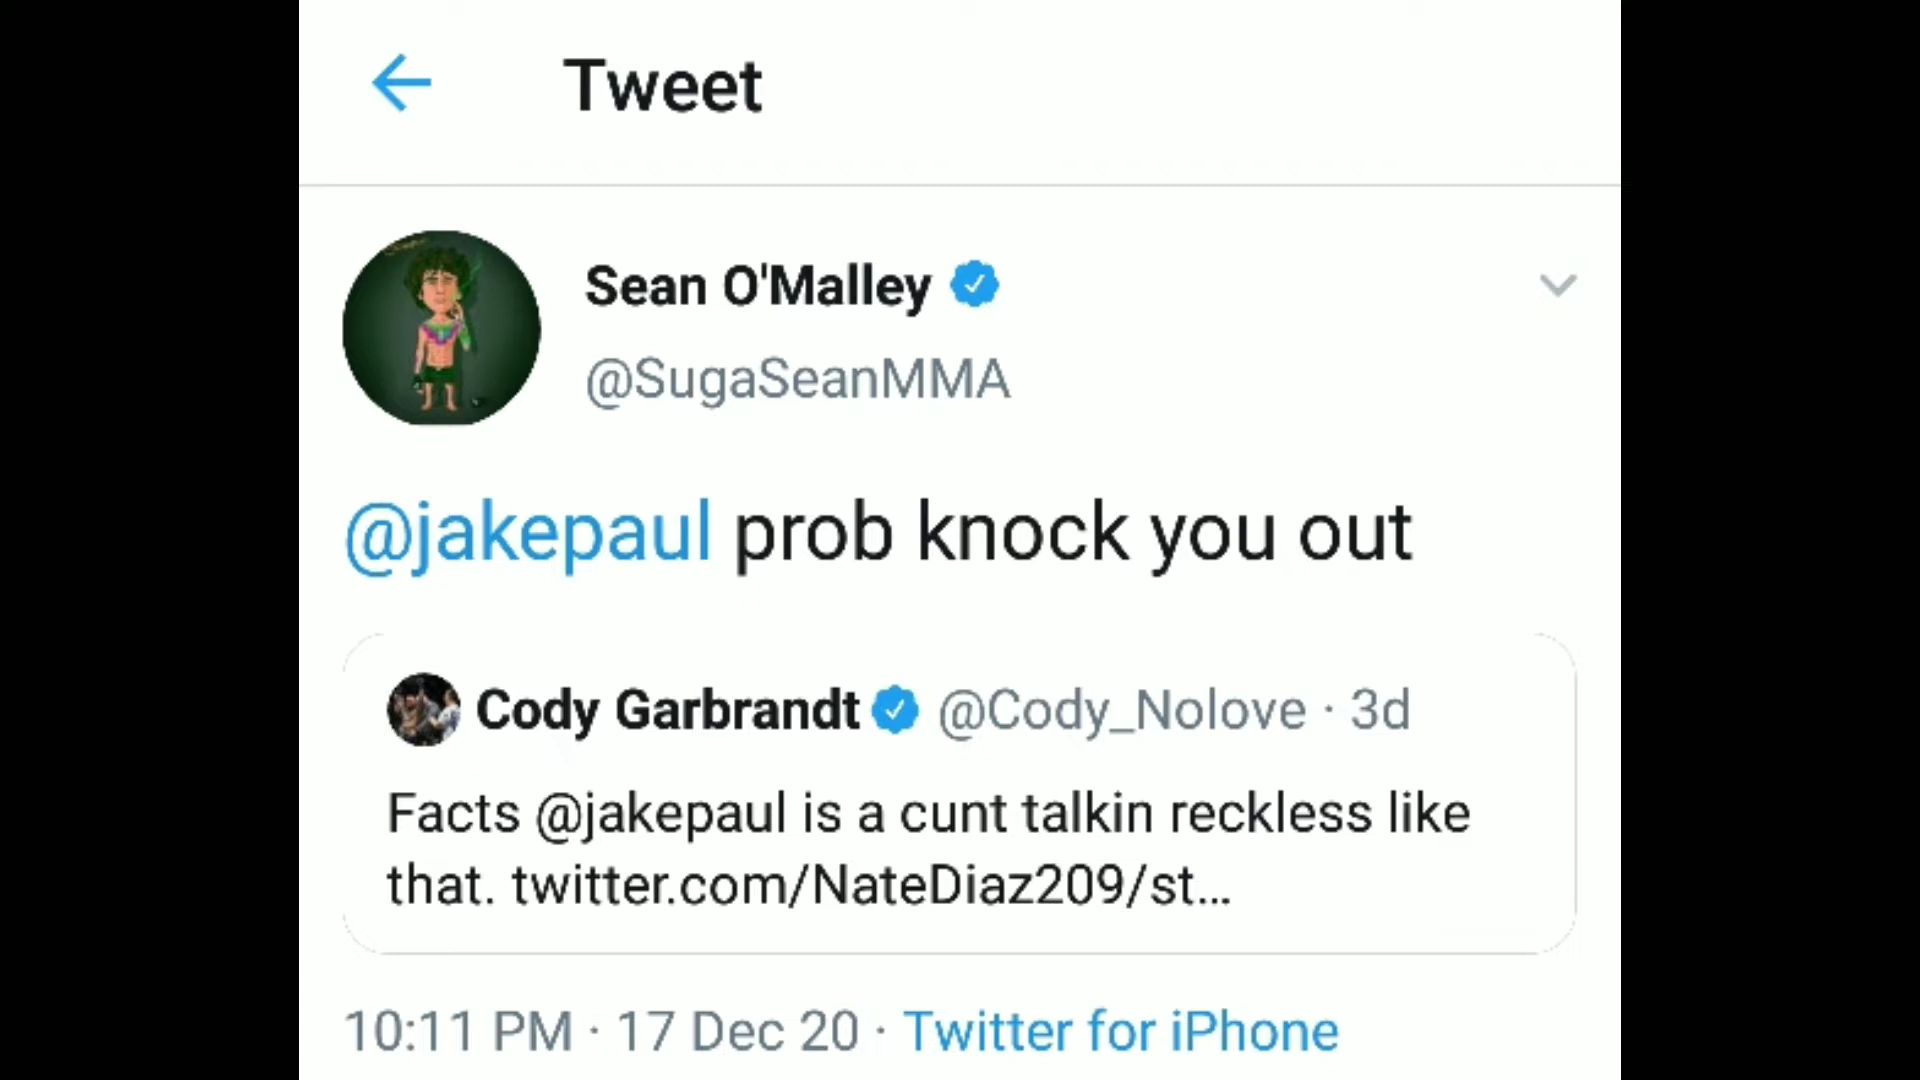 Tweet
Sean O'Malley
@SugaSeanMMA
@jakepaul prob knock you out
Cody Garbrandt @Cody_Nolove · 3d
Facts @jakepaul is a cunt talkin reckless like
that. twitter.com/NateDiaz209/st...
10:11 PM · 17 Dec 20 · Twitter for iPhone